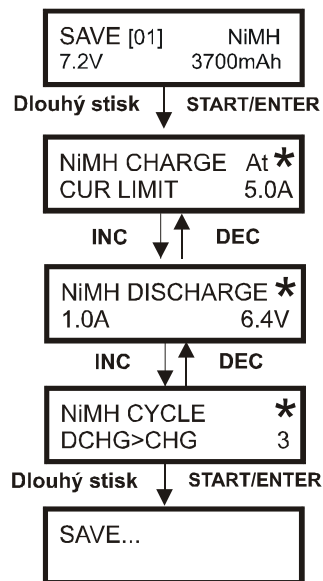 SAVE [01] NiMH
7.2V 3700mAh
Dlouhý stisk START/ENTER
NiMH CHARGE At *
CUR LIMIT 5.0A
INC DEC
NiMH DISCHARGE *
1.0A 6.4V
INC DEC
NiMH CYCLE *
DCHG>CHG 3
Dlouhý stisk START/ENTER
SAVE...